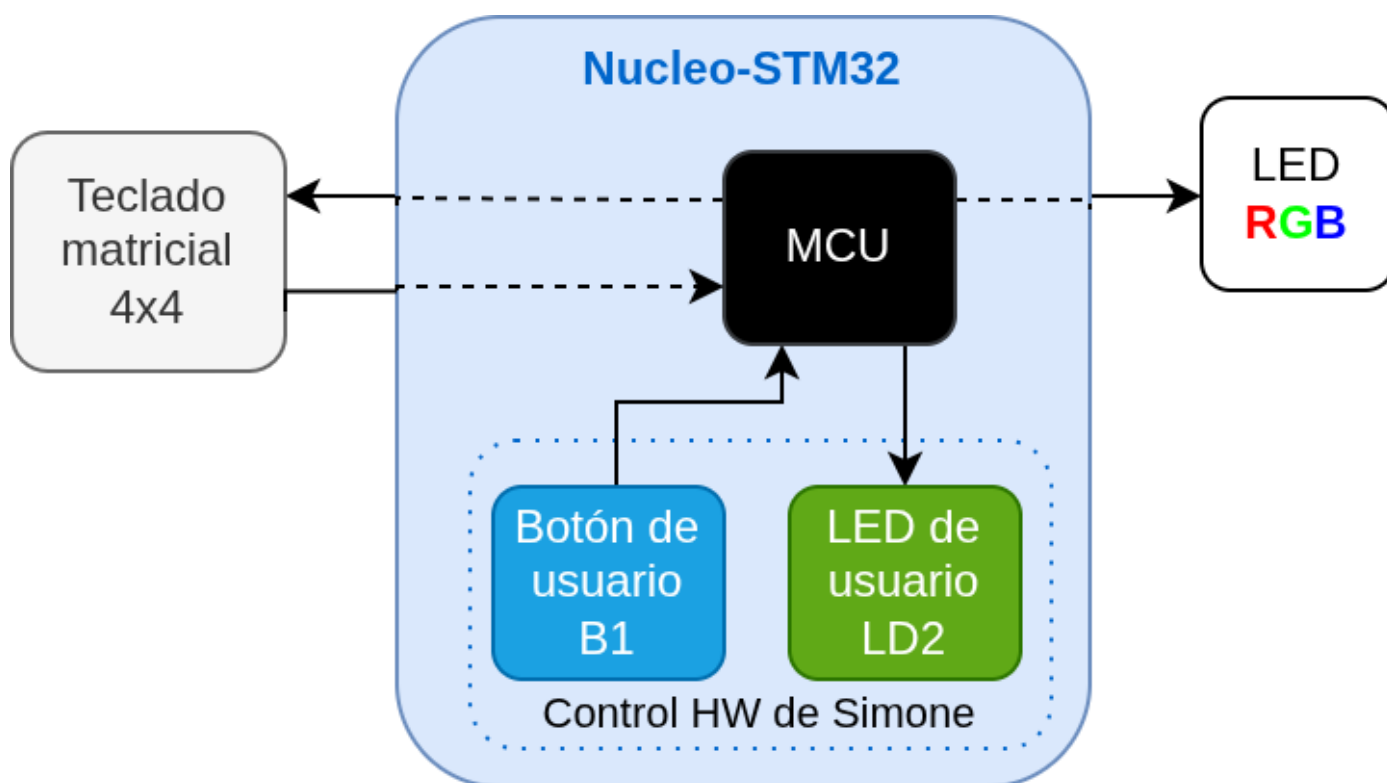 Nucleo-STM32
Teclado
matricial
4x4
MCU
LED
RGB
Botón de
usuario
B1
LED de
usuario
LD2
Control HW de Simone